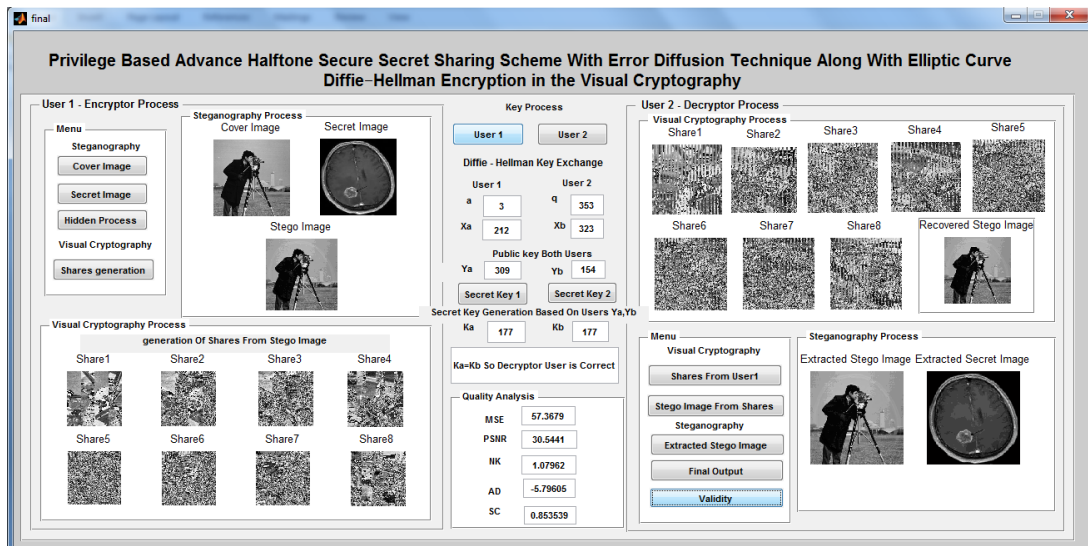 final
Privilege Based Advance Halftone Secure Secret Sharing Scheme With Error Diffusion Technique Along With Elliptic Curve
Diffie-Hellman Encryption in the Visual Cryptography
User 1 - Encryptor Process
Menu
Steganography
Cover Image
Secret Image
Hidden Process
Visual Cryptography
Shares generation
Steganography Process
Cover Image
Secret Image
Stego Image
Visual Cryptography Process
generation Of Shares From Stego Image
Share1 Share2 Share3 Share4
Share5 Share6 Share7 Share8
Key Process
User 1 User 2
Diffie - Hellman Key Exchange
User 1 User 2
a 3 q 353
Xa 212 Xb 323
Public key Both Users
Ya 309 Yb 154
Secret Key 1 Secret Key 2
Secret Key Generation Based On Users Ya,Yb
Ka 177 Kb 177
Ka=Kb So Decryptor User is Correct
Quality Analysis
MSE 57.3679
PSNR 30.5441
NK 1.07962
AD -5.79605
SC 0.853539
User 2 - Decryptor Process
Visual Cryptography Process
Share1 Share2 Share3 Share4 Share5
Share6 Share7 Share8 Recovered Stego Image
Menu
Visual Cryptography
Shares From User1
Stego Image From Shares
Steganography
Extracted Stego Image
Final Output
Validity
Steganography Process
Extracted Stego Image Extracted Secret Image